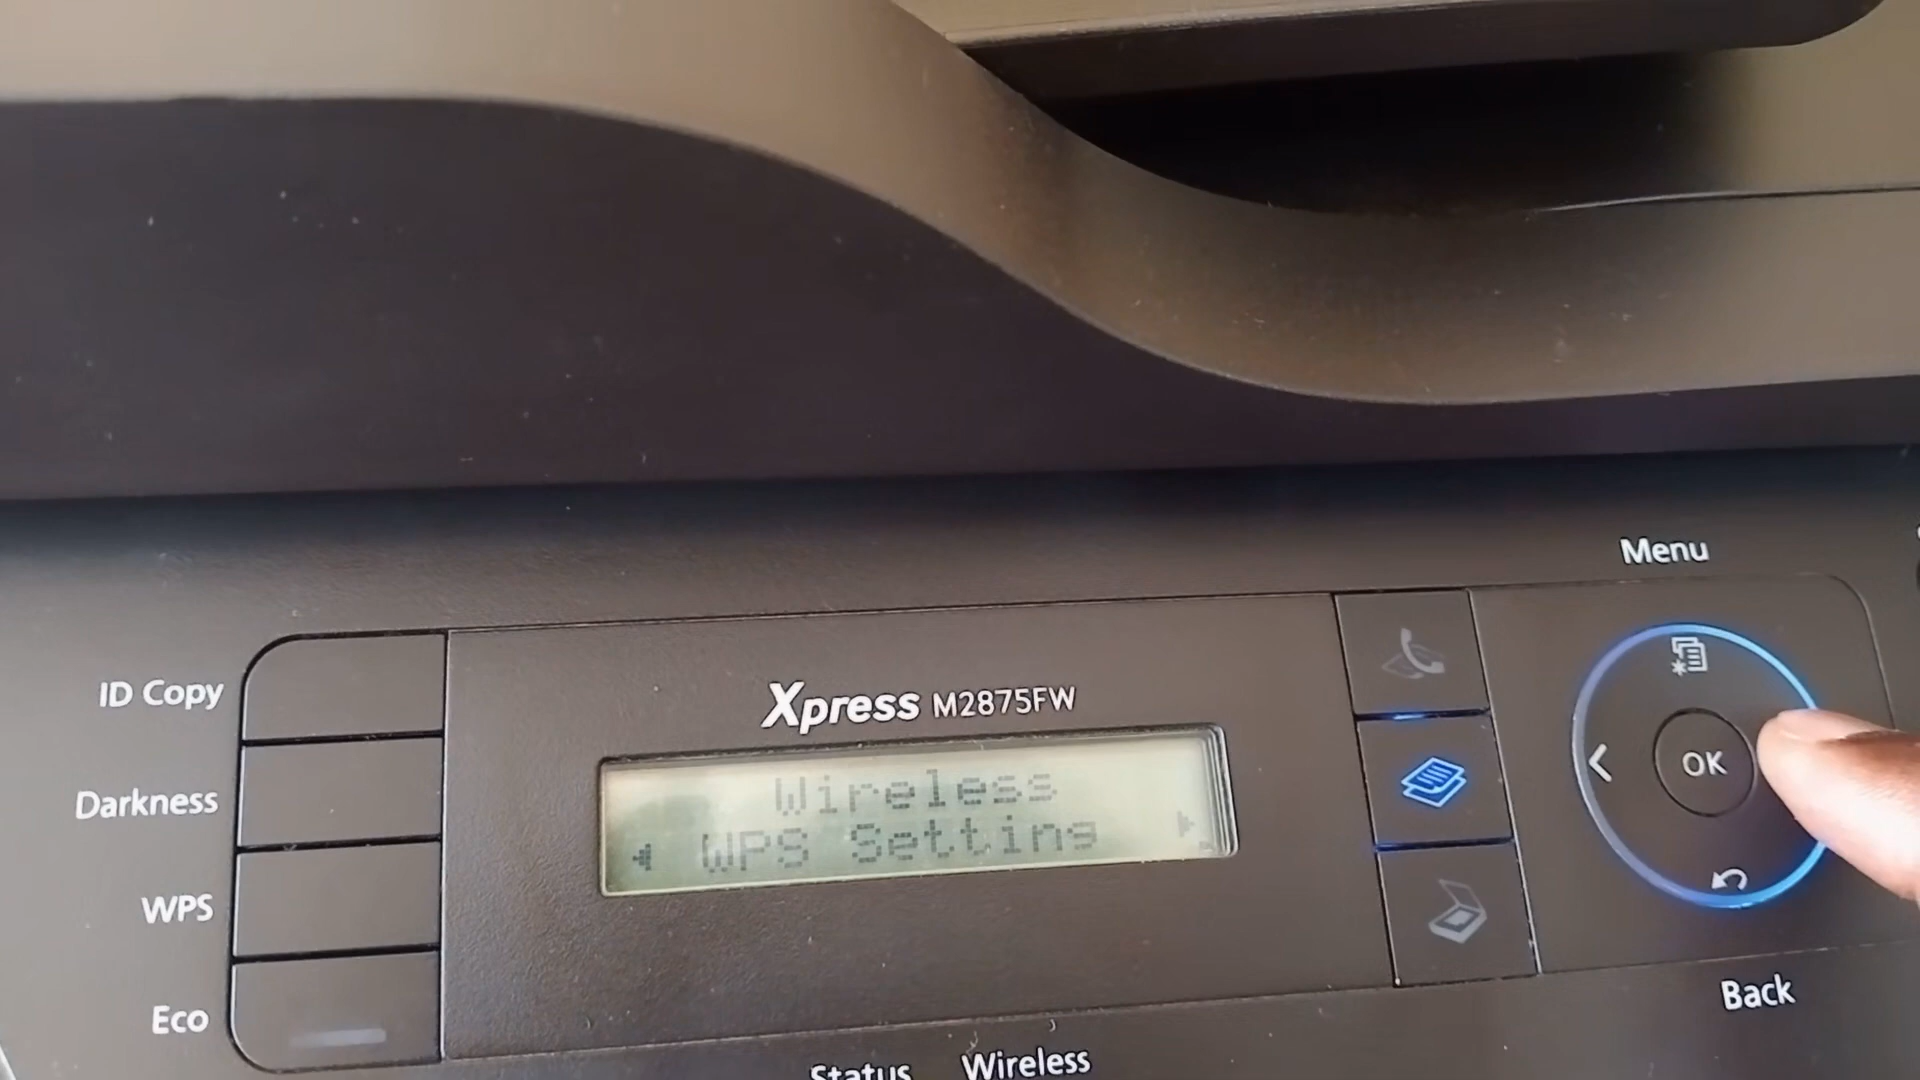 Menu
ID Copy
Xpress M2875FW
Wireless
WPS Setting
OK
Darkness
WPS
Back
Eco
Status Wireless